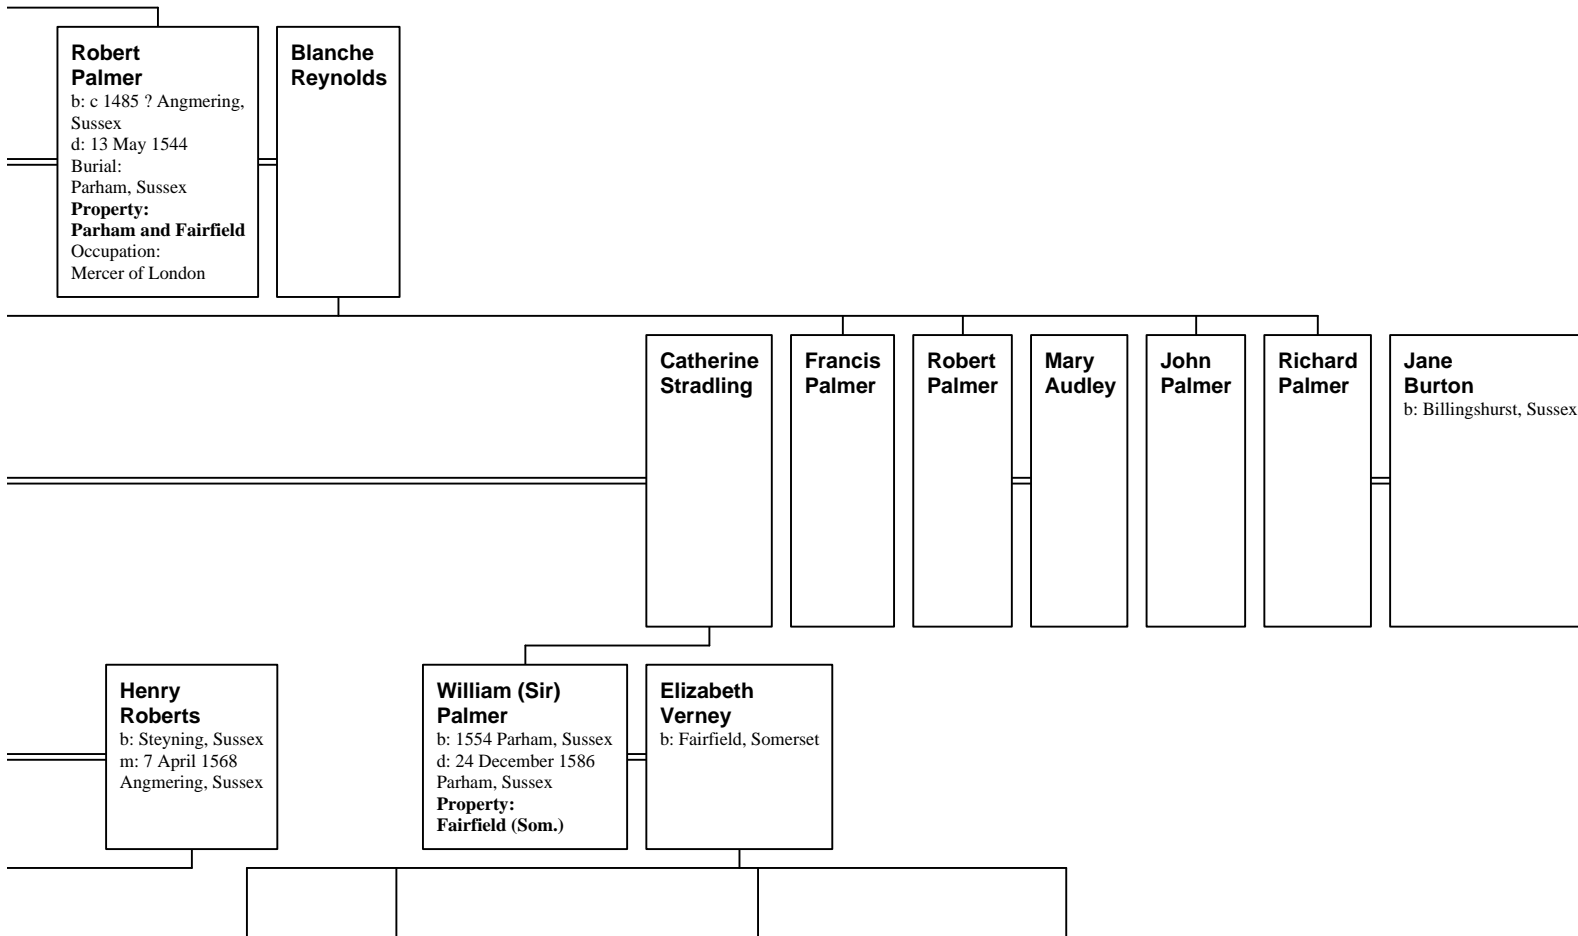 Robert
Palmer
b: c 1485 ? Angmering,
Sussex
d: 13 May 1544
Burial:
Parham, Sussex
Property:
Parham and Fairfield
Occupation:
Mercer of London
Blanche
Reynolds
Catherine
Stradling
Francis
Palmer
Robert
Palmer
Mary
Audley
John
Palmer
Richard
Palmer
Jane
Burton
b: Billingshurst, Sussex
Henry
Roberts
b: Steyning, Sussex
m: 7 April 1568
Angmering, Sussex
William (Sir)
Palmer
b: 1554 Parham, Sussex
d: 24 December 1586
Parham, Sussex
Property:
Fairfield (Som.)
Elizabeth
Verney
b: Fairfield, Somerset